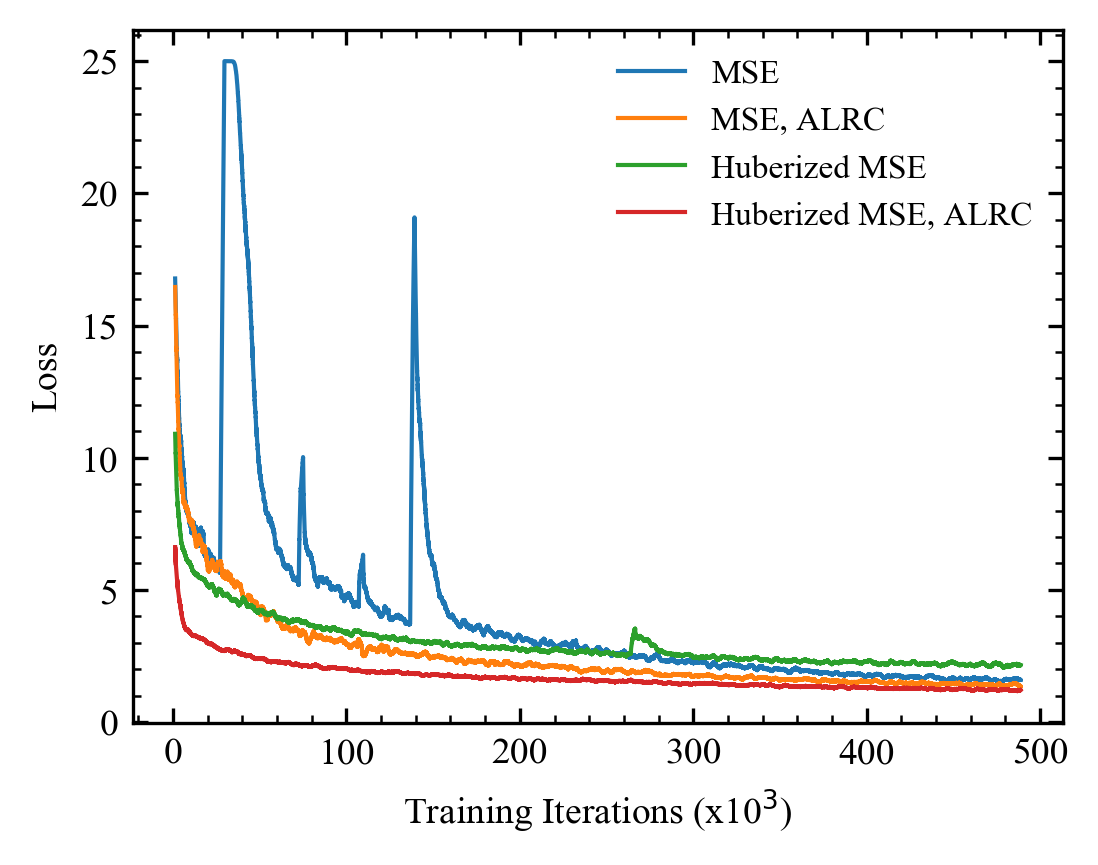 25
20
15
10
5
0
Loss
MSE
MSE, ALRC
Huberized MSE
Huberized MSE, ALRC
0 100 200 300 400 500
Training Iterations (x10³)